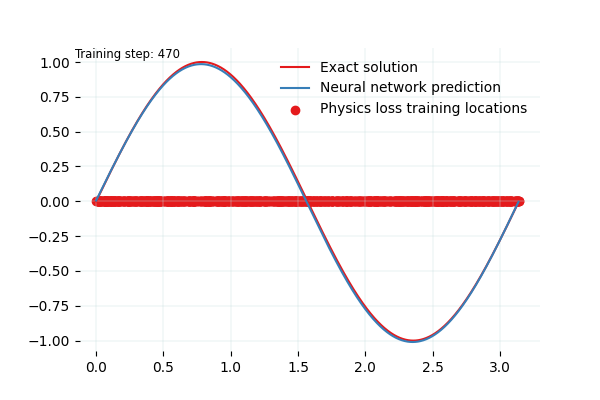 Training step: 470
1.00
0.75
0.50
0.25
0.00
−0.25
−0.50
−0.75
−1.00
Exact solution
Neural network prediction
Physics loss training locations
0.0 0.5 1.0 1.5 2.0 2.5 3.0